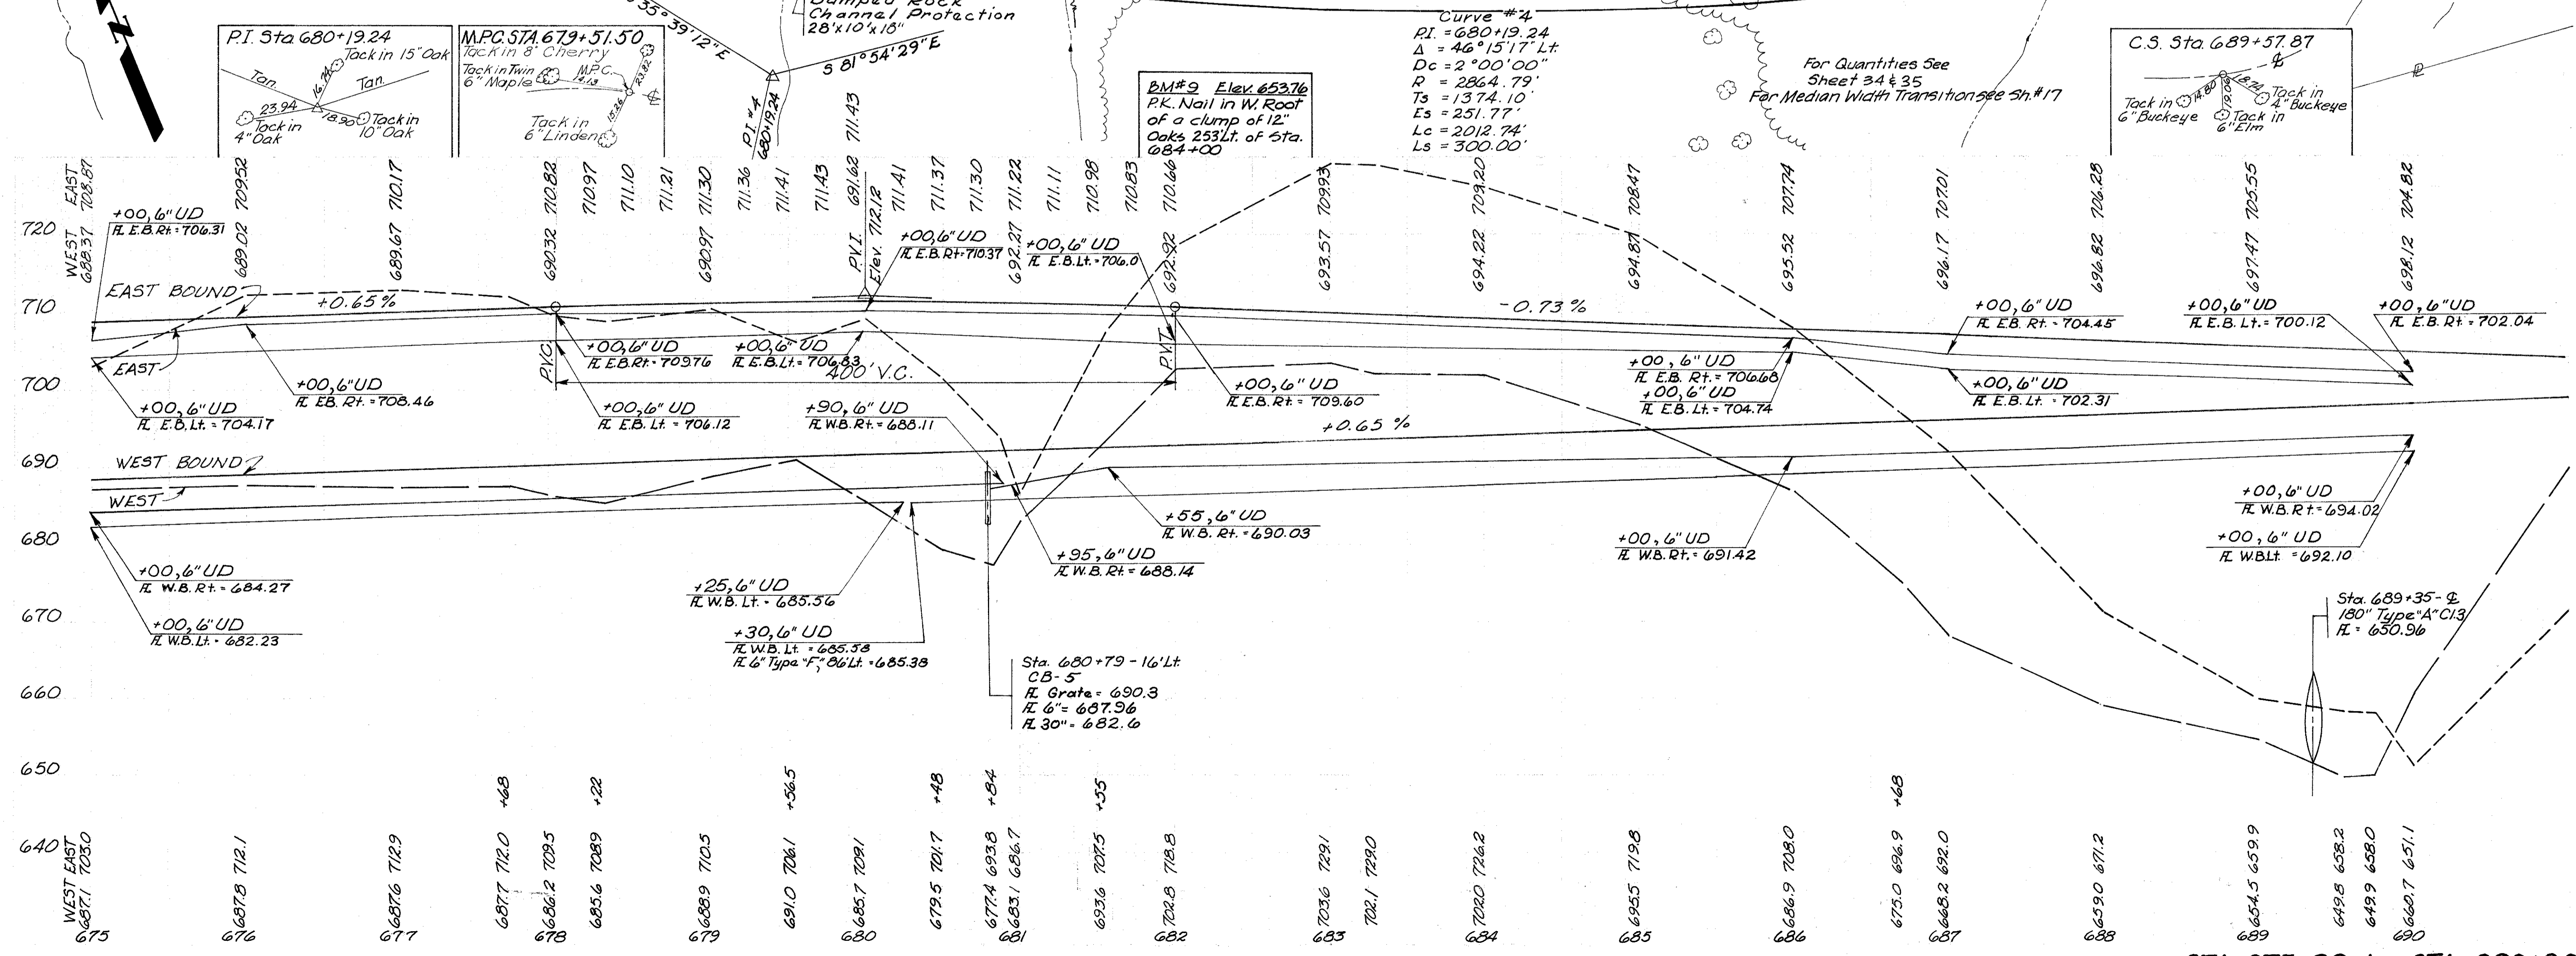 35°39'12"E
Channel Protection
28'x10'x18"
S 81°54'29"E
P.I. #4
680+19.24
P.I. Sta 680+19.24
Tack in 15" Oak
Tan.
Tan.
16.74
23.94
18.90
Tack in
4" Oak
Tack in
10" Oak
M.P.C. STA. 679+51.50
Tack in 8" Cherry
Tack in Twin
6" Maple
M.P.C.
23.82
15.26
Tack in
6" Linden
BM#9 Elev. 653.76
P.K. Nail in W. Root
of a clump of 12"
Oaks 253' Lt. of Sta.
684+00
Curve #4
P.I. = 680+19.24
Δ = 46°15'17" Lt.
Dc = 2°00'00"
R = 2864.79'
Ts = 1374.10'
Es = 251.77'
Lc = 2012.74'
Ls = 300.00'
For Quantities See
Sheet 34 & 35
For Median Width Transition see Sh. #17
C.S. Sta. 689+57.87
14.80
19.09
18.74
Tack in
6" Buckeye
Tack in
4" Buckeye
Tack in
6" Elm
WEST EAST
688.37 708.87
689.02 709.52
689.67 710.17
690.32 710.82
710.97
711.10
711.21
690.97 711.30
711.36
711.41
711.43
691.62 711.43
P.V.I.
Elev. 712.12
711.41
711.37
711.30
692.27 711.22
711.11
710.98
710.83
692.92 710.66
693.57 709.93
694.22 709.20
694.87 708.47
695.52 707.74
696.17 707.01
696.82 706.28
697.47 705.55
698.12 704.82
720
710
700
690
680
670
660
650
640
+00, 6" UD
FL E.B. Rt. = 706.31
EAST BOUND
+0.65%
EAST
+00, 6" UD
FL E.B. Lt. = 704.17
+00, 6" UD
FL E.B. Rt. = 708.46
P.V.C.
+00, 6" UD
FL E.B. Rt. = 709.76
+00, 6" UD
FL E.B. Lt. = 706.12
+00, 6" UD
FL E.B. Lt. = 706.83
400' V.C.
+00, 6" UD
FL E.B. Rt. = 710.37
+00, 6" UD
FL E.B. Lt. = 706.0
P.V.T.
+00, 6" UD
FL E.B. Rt. = 709.60
-0.73%
+00, 6" UD
FL E.B. Rt. = 706.68
+00, 6" UD
FL E.B. Lt. = 704.74
+00, 6" UD
FL E.B. Rt. = 704.45
+00, 6" UD
FL E.B. Lt. = 702.31
+00, 6" UD
FL E.B. Lt. = 700.12
+00, 6" UD
FL E.B. Rt = 702.04
WEST BOUND
WEST
+90, 6" UD
FL W.B. Rt. = 688.11
+0.65 %
+00, 6" UD
FL W.B. Rt. = 684.27
+00, 6" UD
FL W.B. Lt. = 682.23
+25, 6" UD
FL W.B. Lt. = 685.56
+30, 6" UD
FL W.B. Lt. = 685.58
FL 6" Type "F", 86' Lt. = 685.38
+55, 6" UD
FL W.B. Rt. = 690.03
+95, 6" UD
FL W.B. Rt. = 688.14
+00, 6" UD
FL W.B. Rt. = 691.42
+00, 6" UD
FL W.B. Rt. = 694.02
+00, 6" UD
FL W.B. Lt = 692.10
Sta. 680+79 - 16' Lt.
CB-5
FL Grate = 690.3
FL 6" = 687.96
FL 30" = 682.6
Sta. 689+35 - ℄
180" Type "A" Cl.3
FL = 650.96
+68
+22
+56.5
+48
+84
+55
+68
WEST EAST
687.1 703.0
687.8 712.1
687.6 712.9
687.7 712.0
686.2 709.5
685.6 708.9
688.9 710.5
691.0 706.1
685.7 709.1
679.5 701.7
677.4 693.8
683.1 686.7
693.6 707.5
702.8 718.8
703.6 729.1
702.1 729.0
702.0 726.2
695.5 719.8
686.9 708.0
675.0 696.9
668.2 692.0
659.0 671.2
654.5 659.9
649.8 658.2
649.9 658.0
660.7 651.1
675 676 677 678 679 680 681 682 683 684 685 686 687 688 689 690